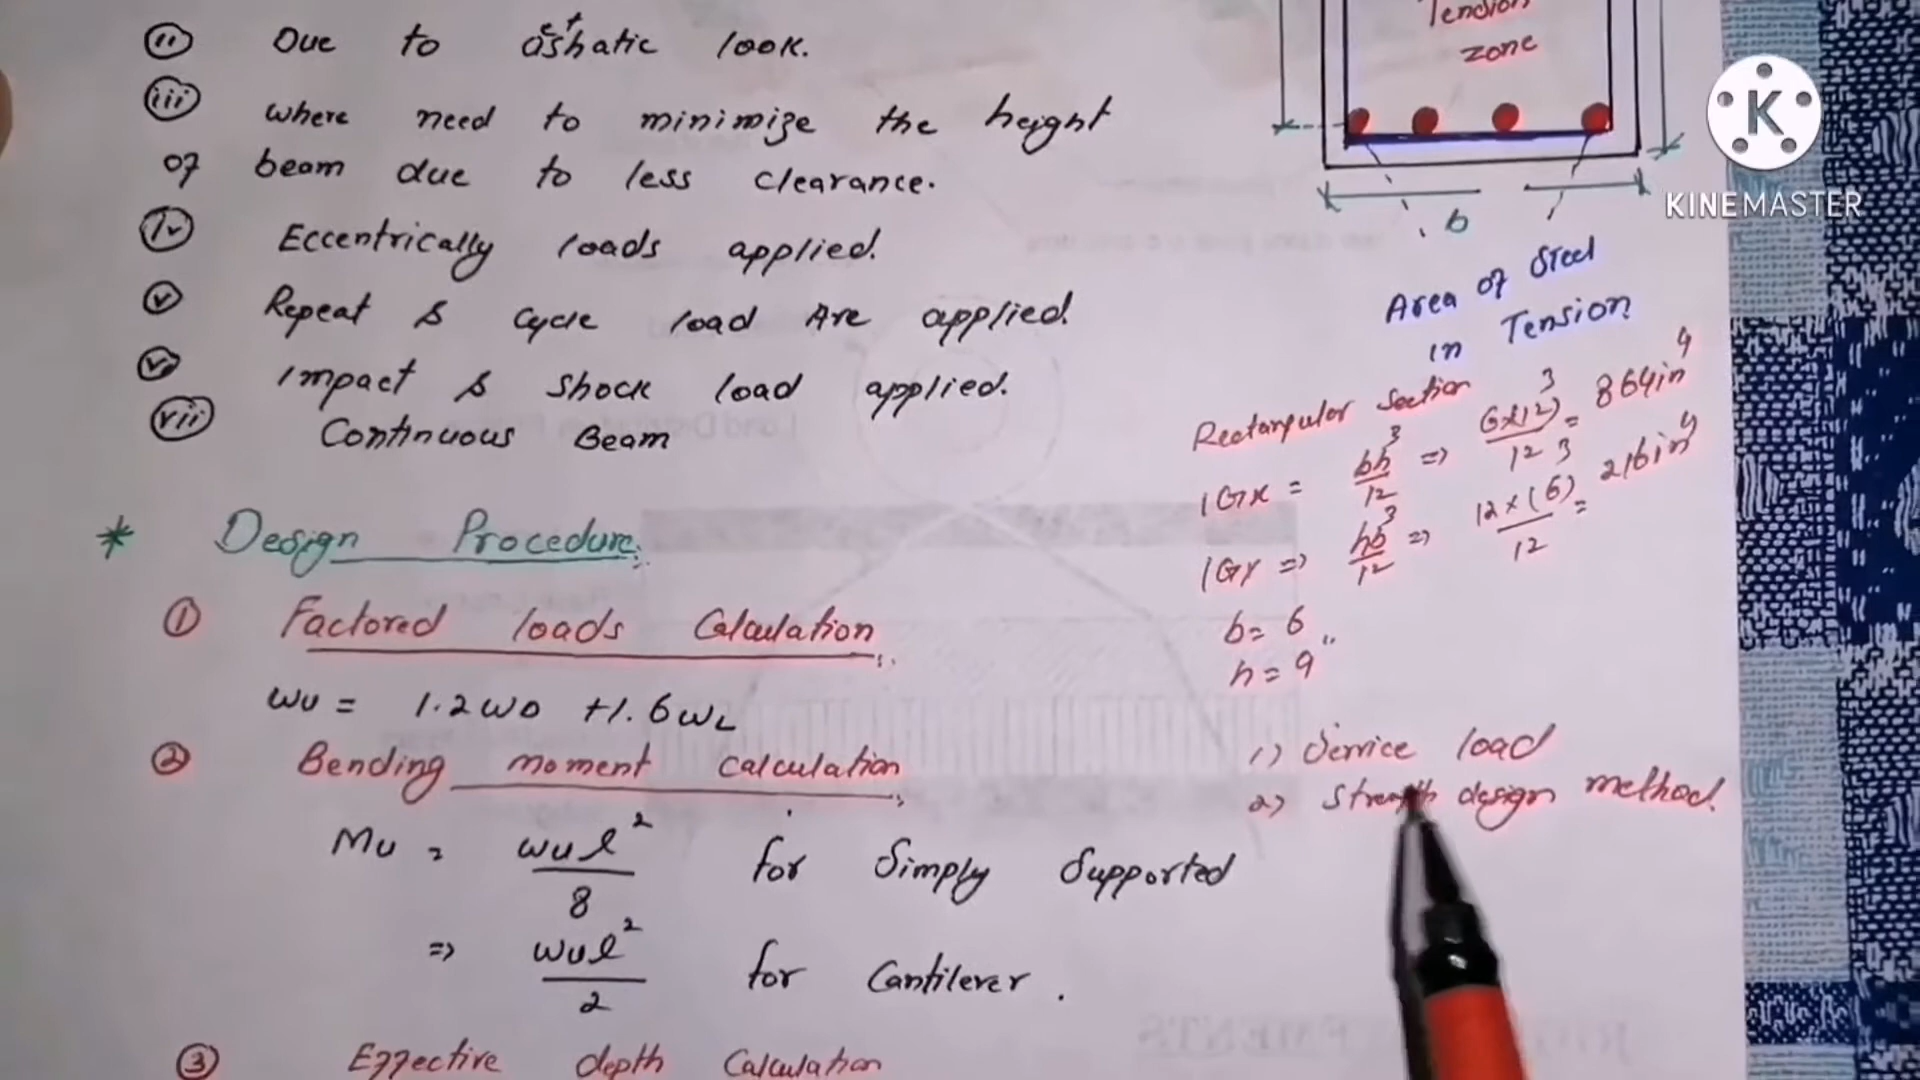 (ii) Due to asthatic look.
(iii) where need to minimize the height
of beam due to less clearance.
(iv) Eccentrically loads applied.
(v) Repeat & cycle load Are applied.
(v) Impact & shock load applied.
(vii) Continuous Beam
* Design Procedure:
① Factored loads Calculation
wu = 1.2wD +1.6wL
② Bending moment calculation
Mu = wul²/8 for Simply Supported
=> wul²/2 for Cantilever.
③ Effective depth Calculation
Tension
zone
b
Area of Steel
in Tension
Rectangular Section
IGx = bh³/12 => (6x12)³/12 = 864in⁴
IGy => hb³/12 => 12x(6)³/12 = 216in⁴
b= 6
h= 9"
1) Service load
2) Strength design method.
K
KINEMASTER